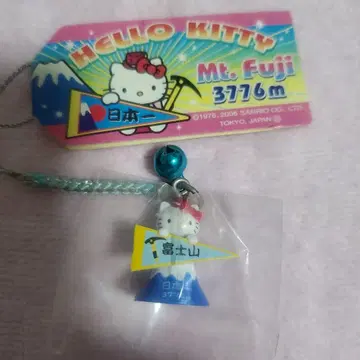 HELLO KITTY
Mt. Fuji
3776m
日本一
©1976, 2006 SANRIO CO., LTD.
TOKYO, JAPAN
富士山
日本一